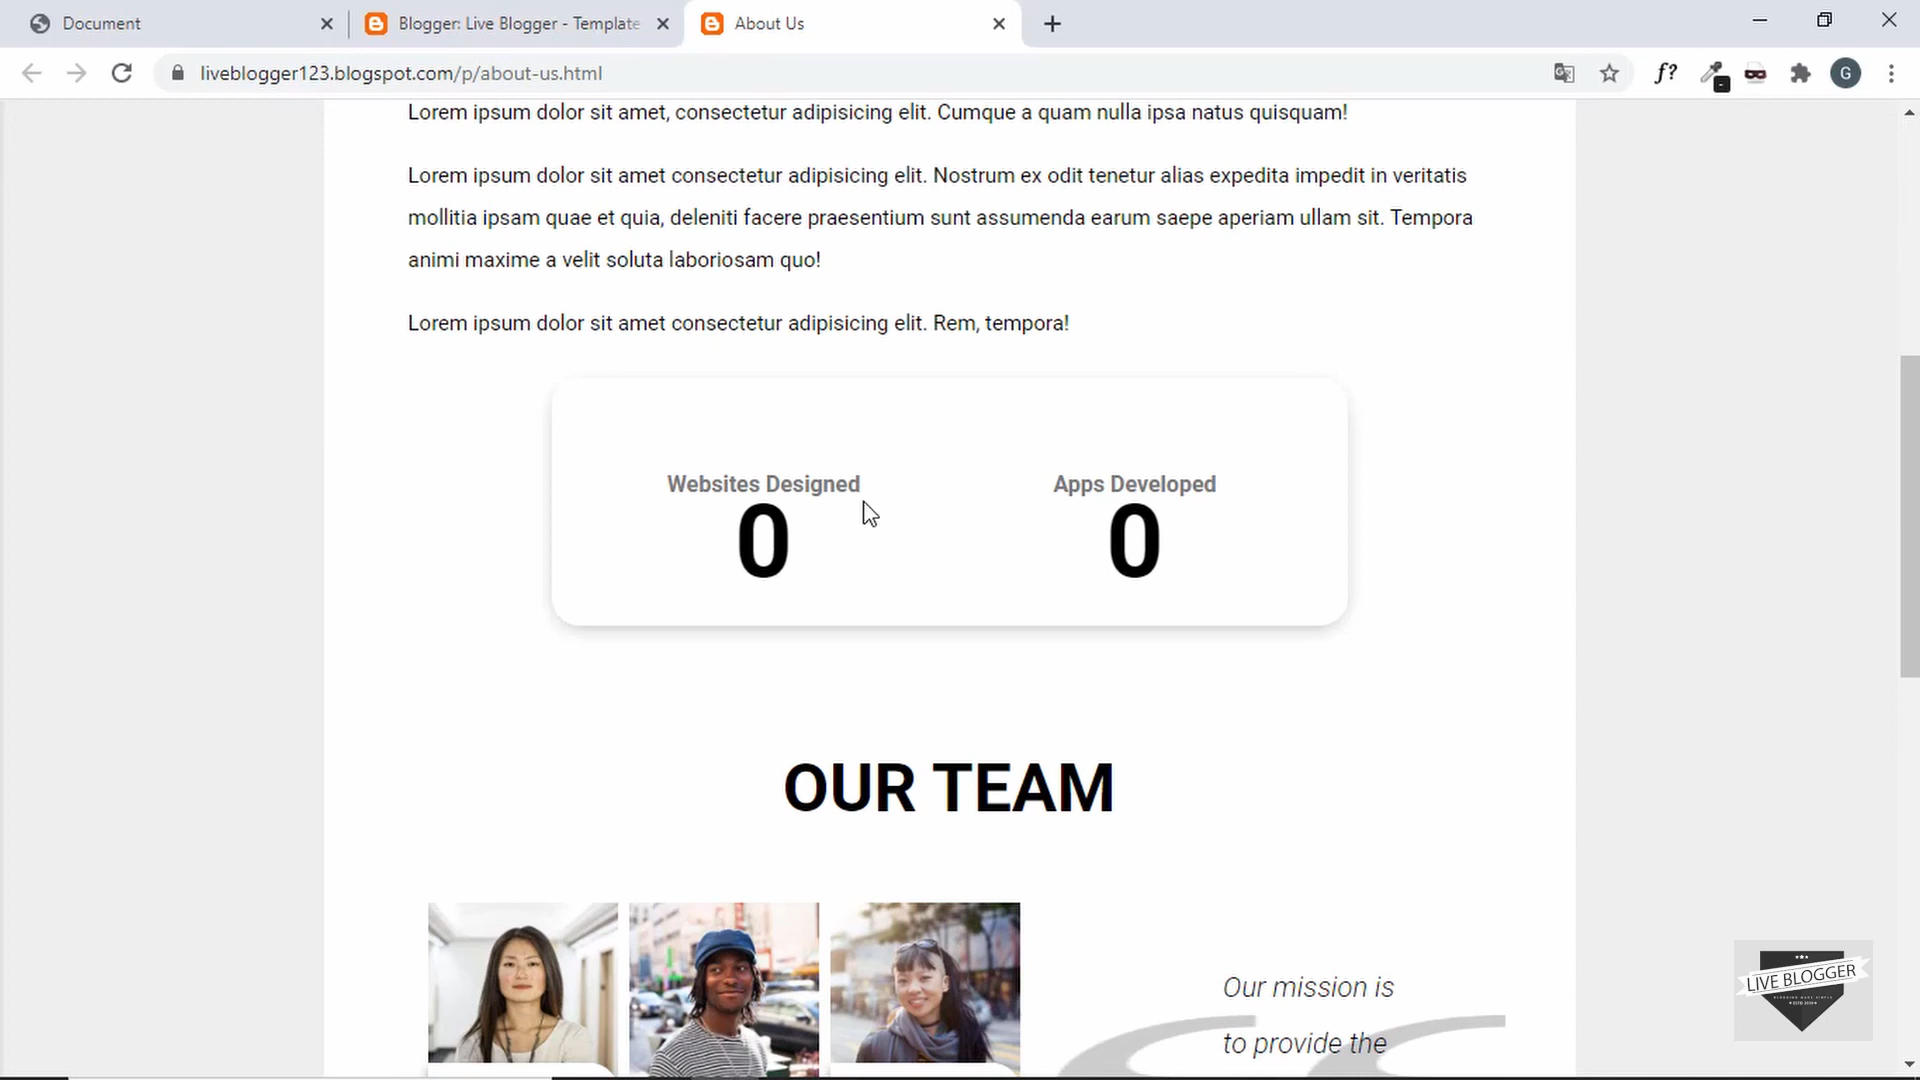 Document
Blogger: Live Blogger - Template
About Us
liveblogger123.blogspot.com/p/about-us.html
f?
G
Lorem ipsum dolor sit amet, consectetur adipisicing elit. Cumque a quam nulla ipsa natus quisquam!
Lorem ipsum dolor sit amet consectetur adipisicing elit. Nostrum ex odit tenetur alias expedita impedit in veritatis
mollitia ipsam quae et quia, deleniti facere praesentium sunt assumenda earum saepe aperiam ullam sit. Tempora
animi maxime a velit soluta laboriosam quo!
Lorem ipsum dolor sit amet consectetur adipisicing elit. Rem, tempora!
Websites Designed
0
Apps Developed
0
OUR TEAM
Our mission is
to provide the
LIVE BLOGGER